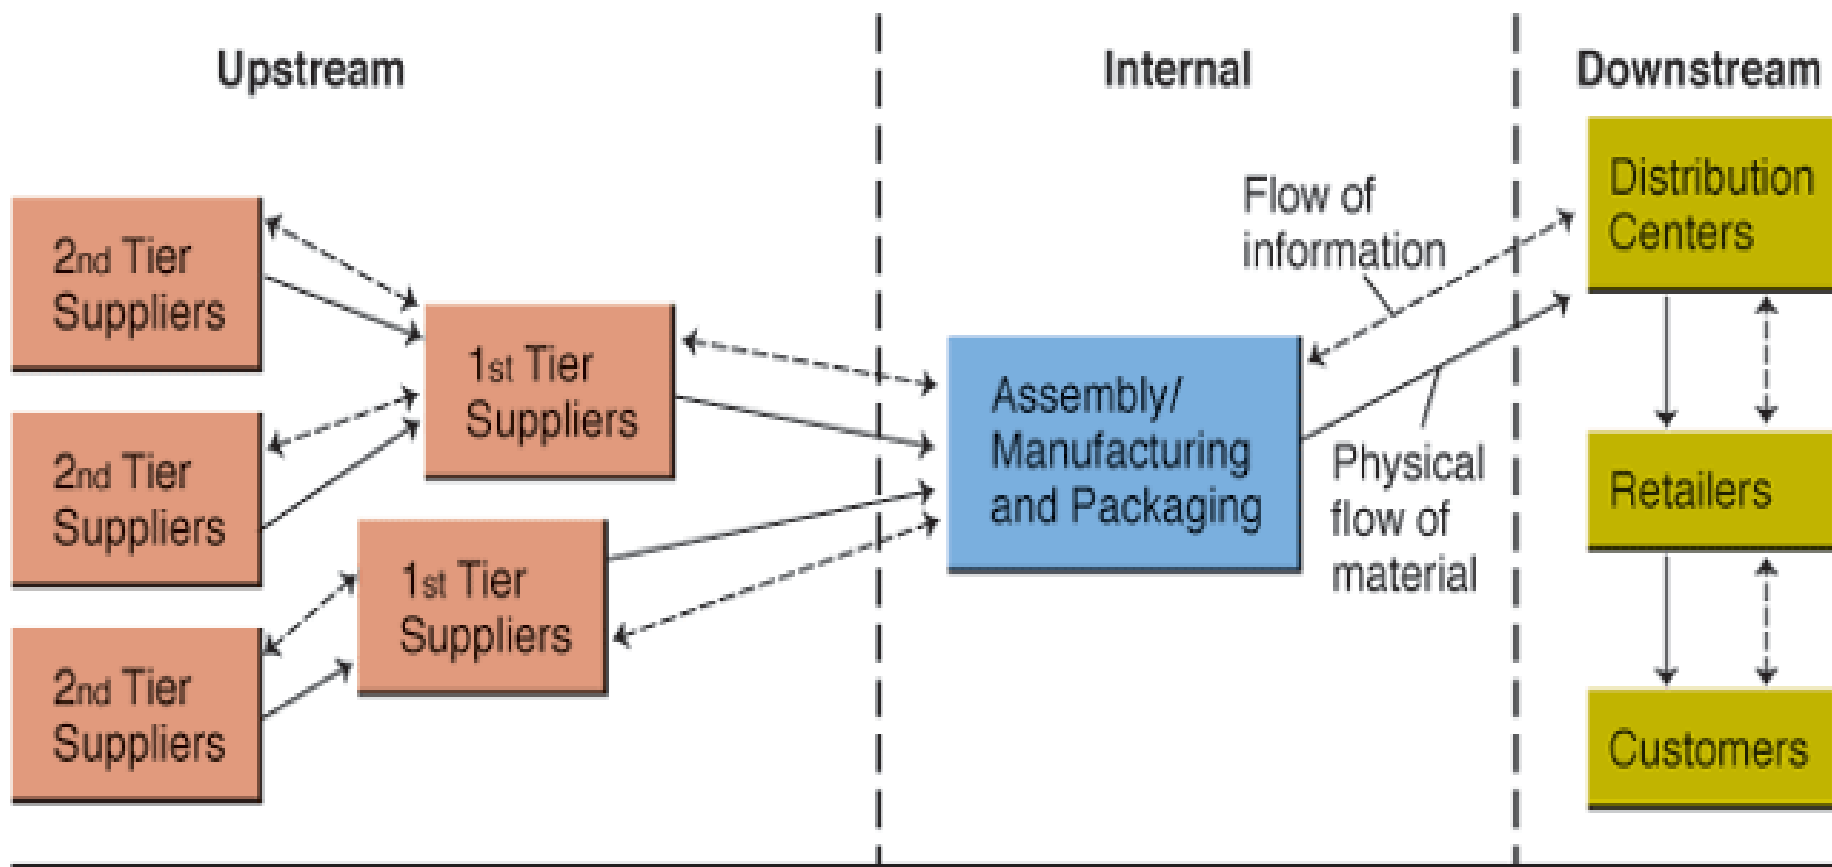 Upstream
Internal
Downstream
2nd Tier
Suppliers
2nd Tier
Suppliers
2nd Tier
Suppliers
1st Tier
Suppliers
1st Tier
Suppliers
Assembly/
Manufacturing
and Packaging
Flow of
information
Physical
flow of
material
Distribution
Centers
Retailers
Customers